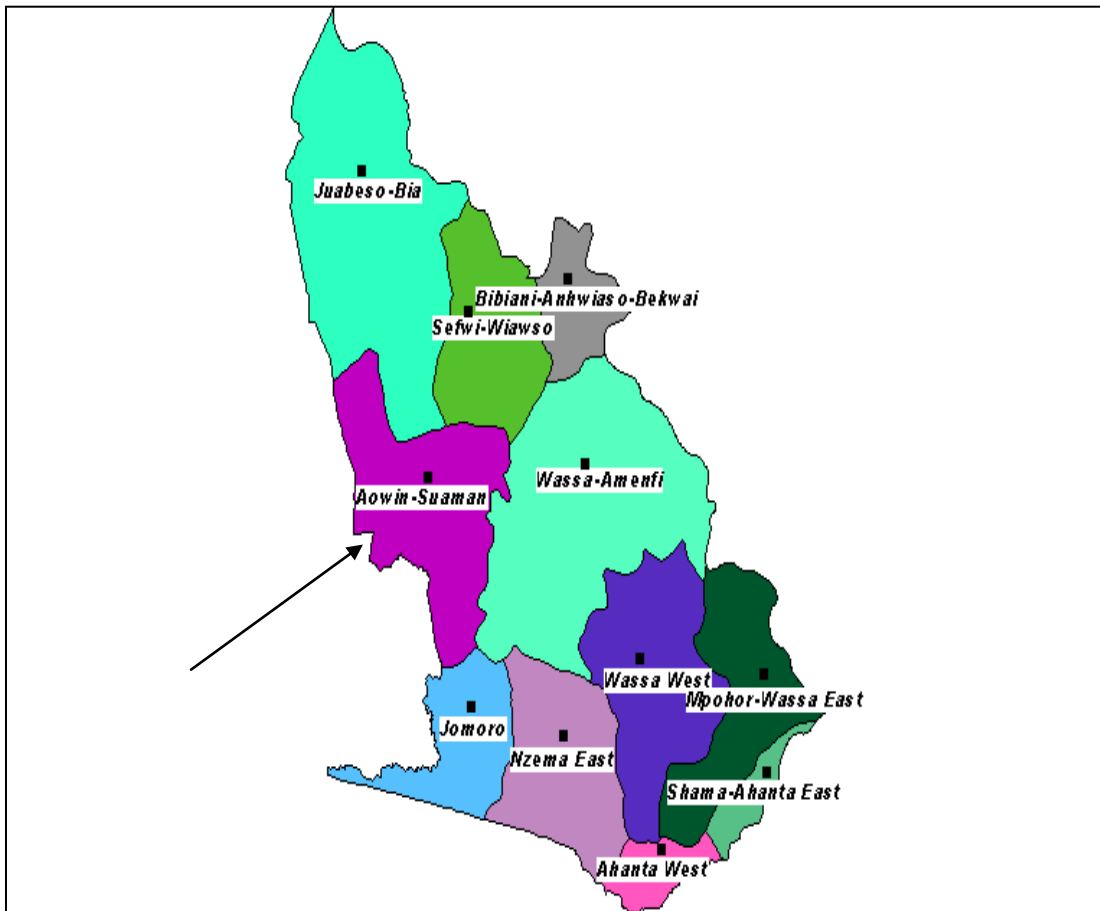 Juabeso-Bia
Bibiani-Anhwiaso-Bekwai
Sefwi-Wiawso
Wassa-Amenfi
Aowin-Suaman
Wassa West
Mpohor-Wassa East
Jomoro
Nzema East
Shama-Ahanta East
Ahanta West